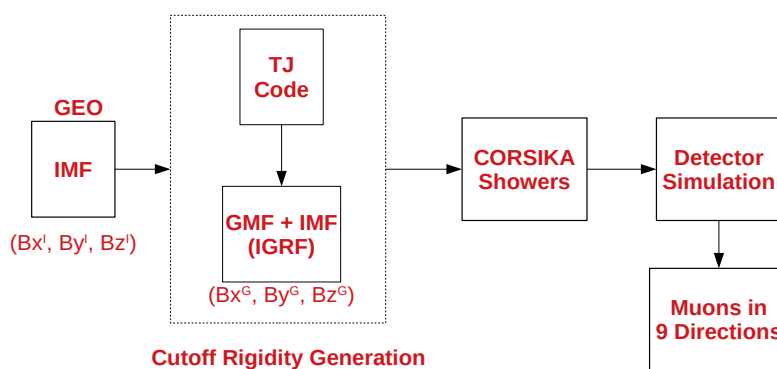 GEO
IMF
(Bxᴵ, Byᴵ, Bzᴵ)
TJ
Code
GMF + IMF
(IGRF)
(Bxᴳ, Byᴳ, Bzᴳ)
Cutoff Rigidity Generation
CORSIKA
Showers
Detector
Simulation
Muons in
9 Directions